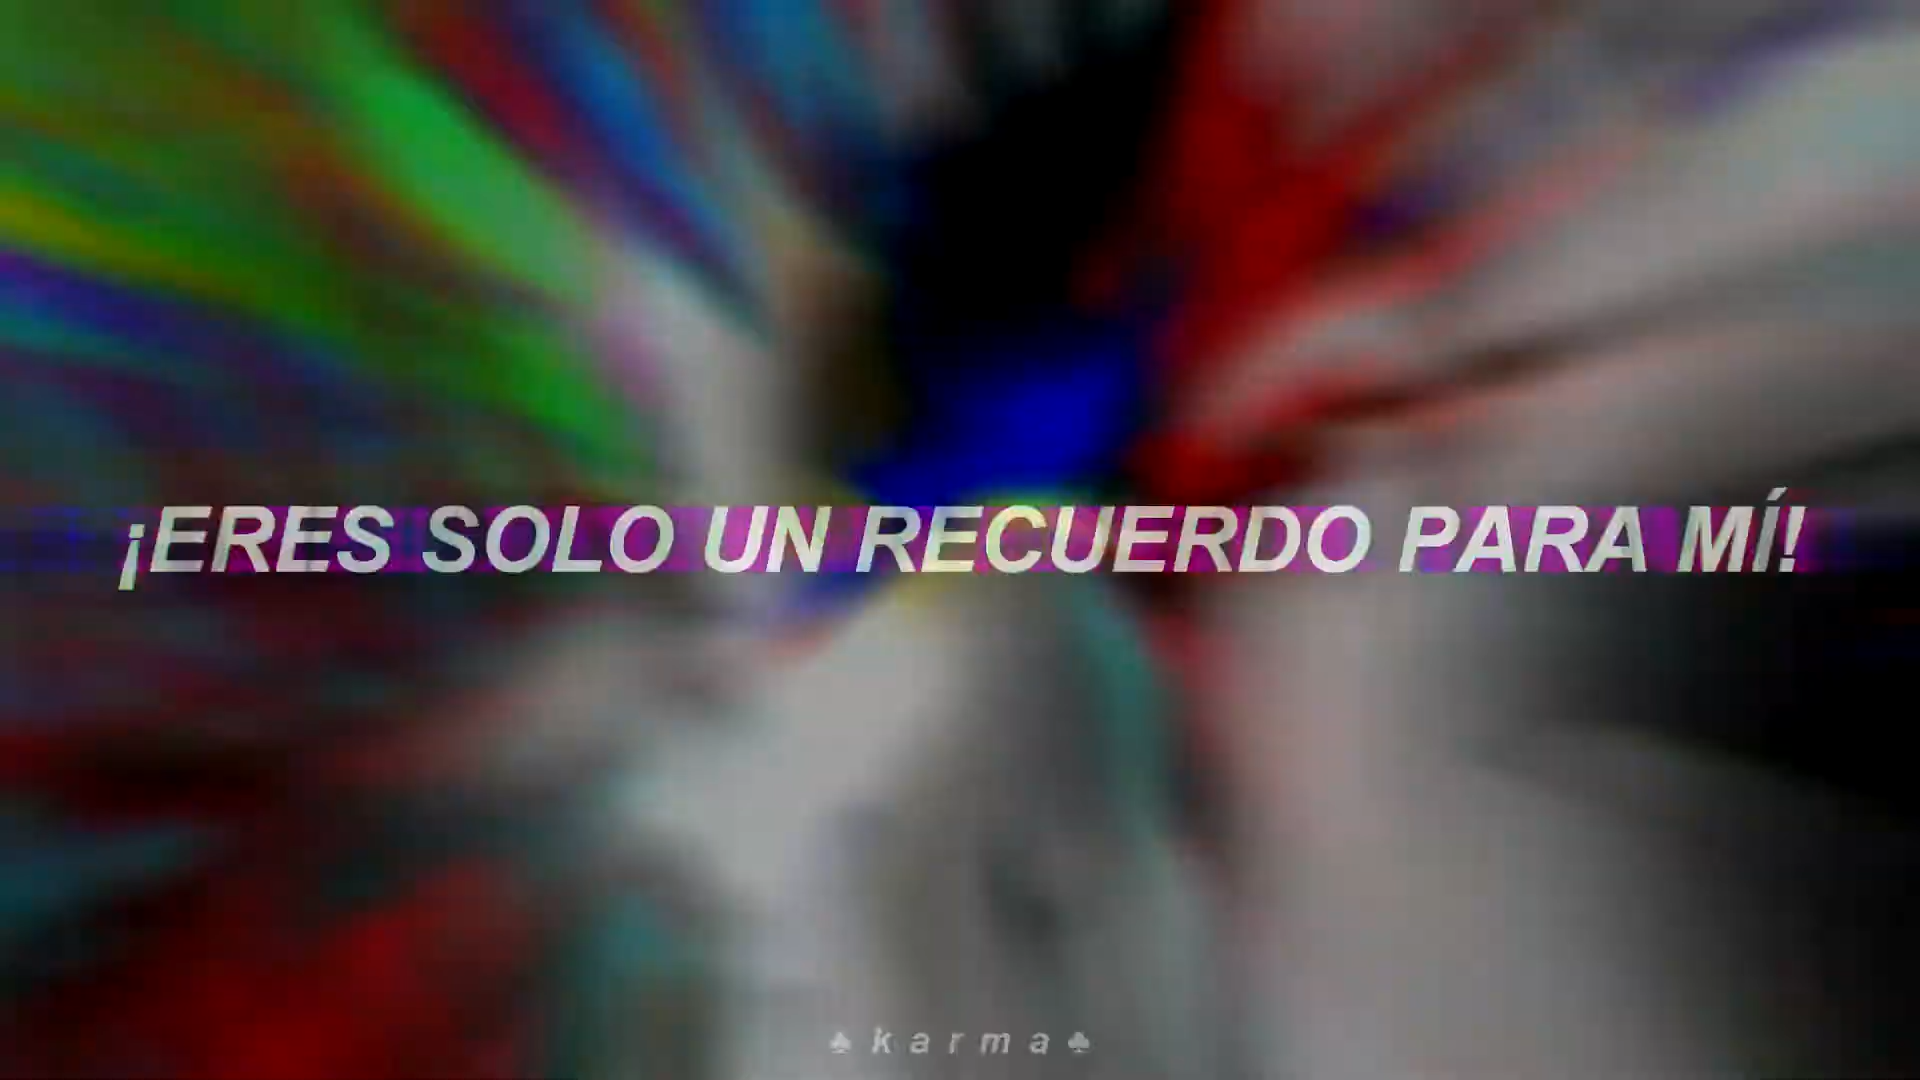 ¡ERES SOLO UN RECUERDO PARA MÍ!
♣ k a r m a ♣